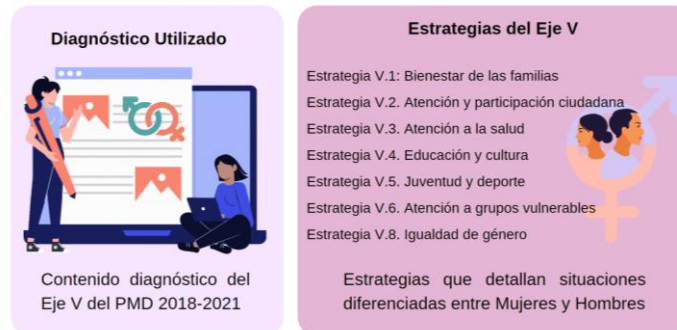 Diagnóstico Utilizado
Contenido diagnóstico del
Eje V del PMD 2018-2021
Estrategias del Eje V
Estrategia V.1: Bienestar de las familias
Estrategia V.2. Atención y participación ciudadana
Estrategia V.3. Atención a la salud
Estrategia V.4. Educación y cultura
Estrategia V.5. Juventud y deporte
Estrategia V.6. Atención a grupos vulnerables
Estrategia V.8. Igualdad de género
Estrategias que detallan situaciones
diferenciadas entre Mujeres y Hombres